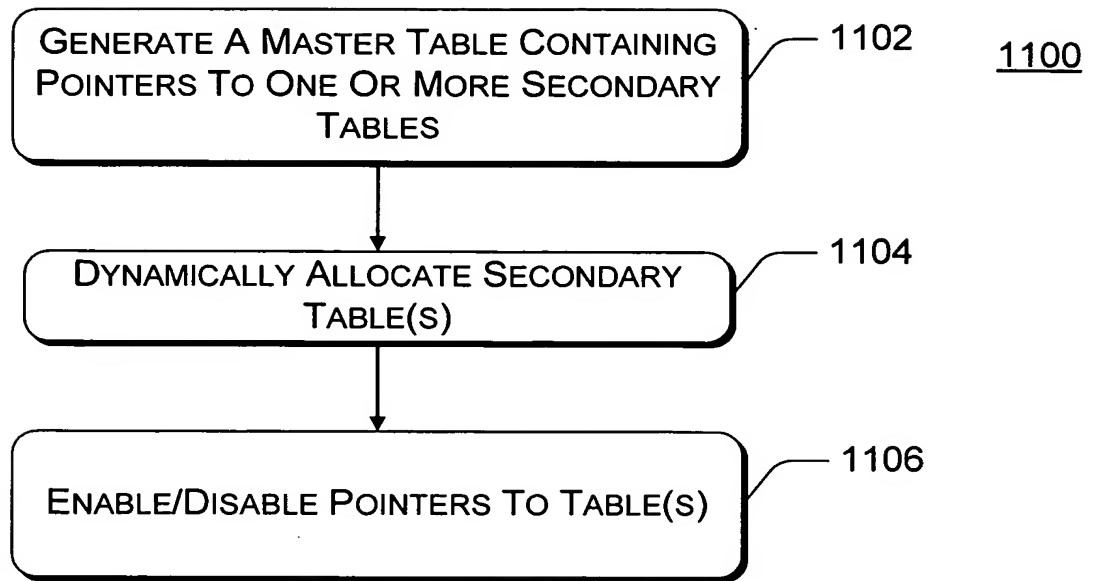 GENERATE A MASTER TABLE CONTAINING
POINTERS TO ONE OR MORE SECONDARY
TABLES
1102
1100
DYNAMICALLY ALLOCATE SECONDARY
TABLE(S)
1104
ENABLE/DISABLE POINTERS TO TABLE(S)
1106